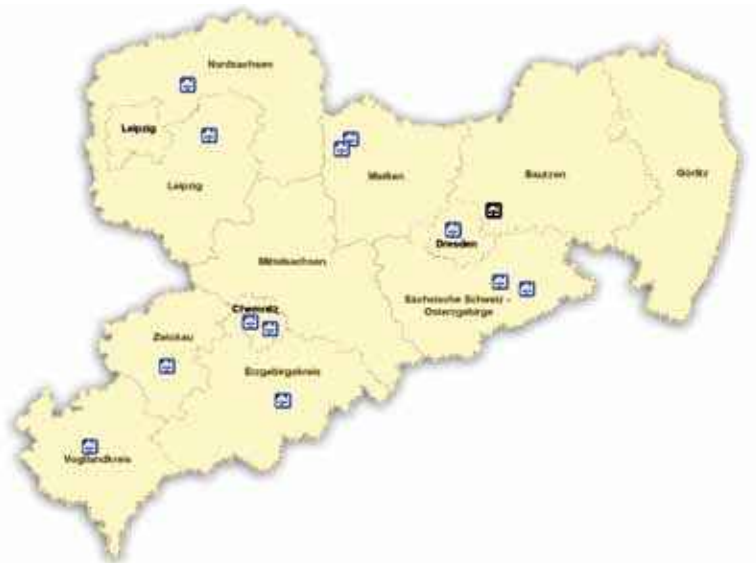 Nordsachsen
Leipzig
Leipzig
Meißen
Bautzen
Görlitz
Dresden
Mittelsachsen
Sächsische Schweiz -
Osterzgebirge
Chemnitz
Zwickau
Erzgebirgskreis
Vogtlandkreis